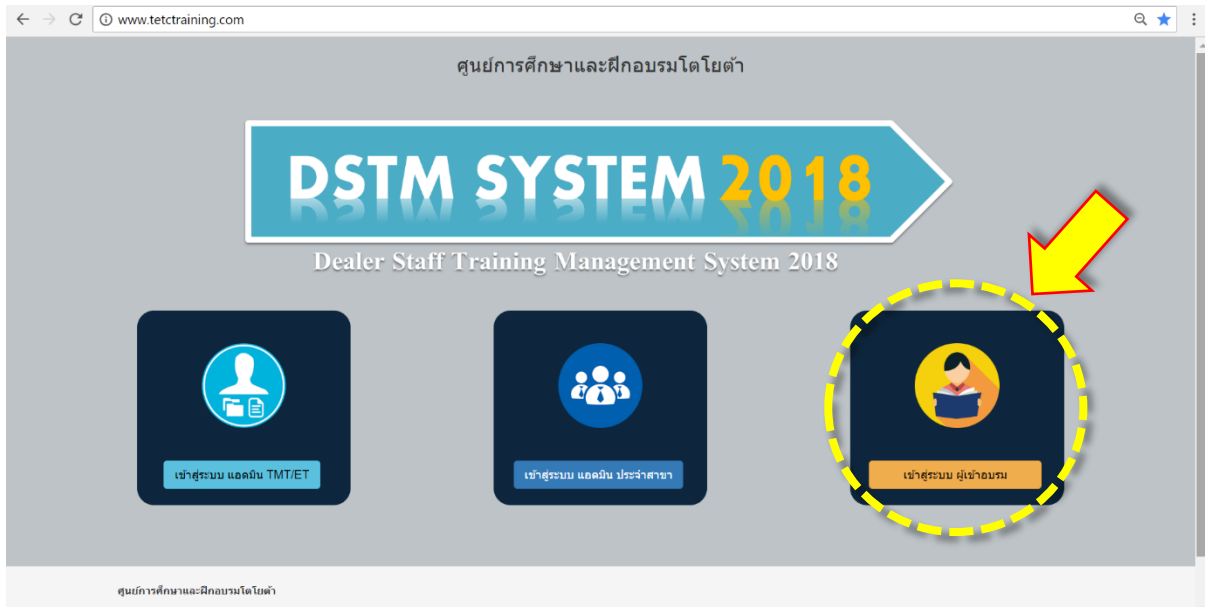 www.tetctraining.com
ศูนย์การศึกษาและฝึกอบรมโตโยต้า
DSTM SYSTEM 2018
Dealer Staff Training Management System 2018
เข้าสู่ระบบ แอดมิน TMT/ET
เข้าสู่ระบบ แอดมิน ประจำสาขา
เข้าสู่ระบบ ผู้เข้าอบรม
ศูนย์การศึกษาและฝึกอบรมโตโยต้า